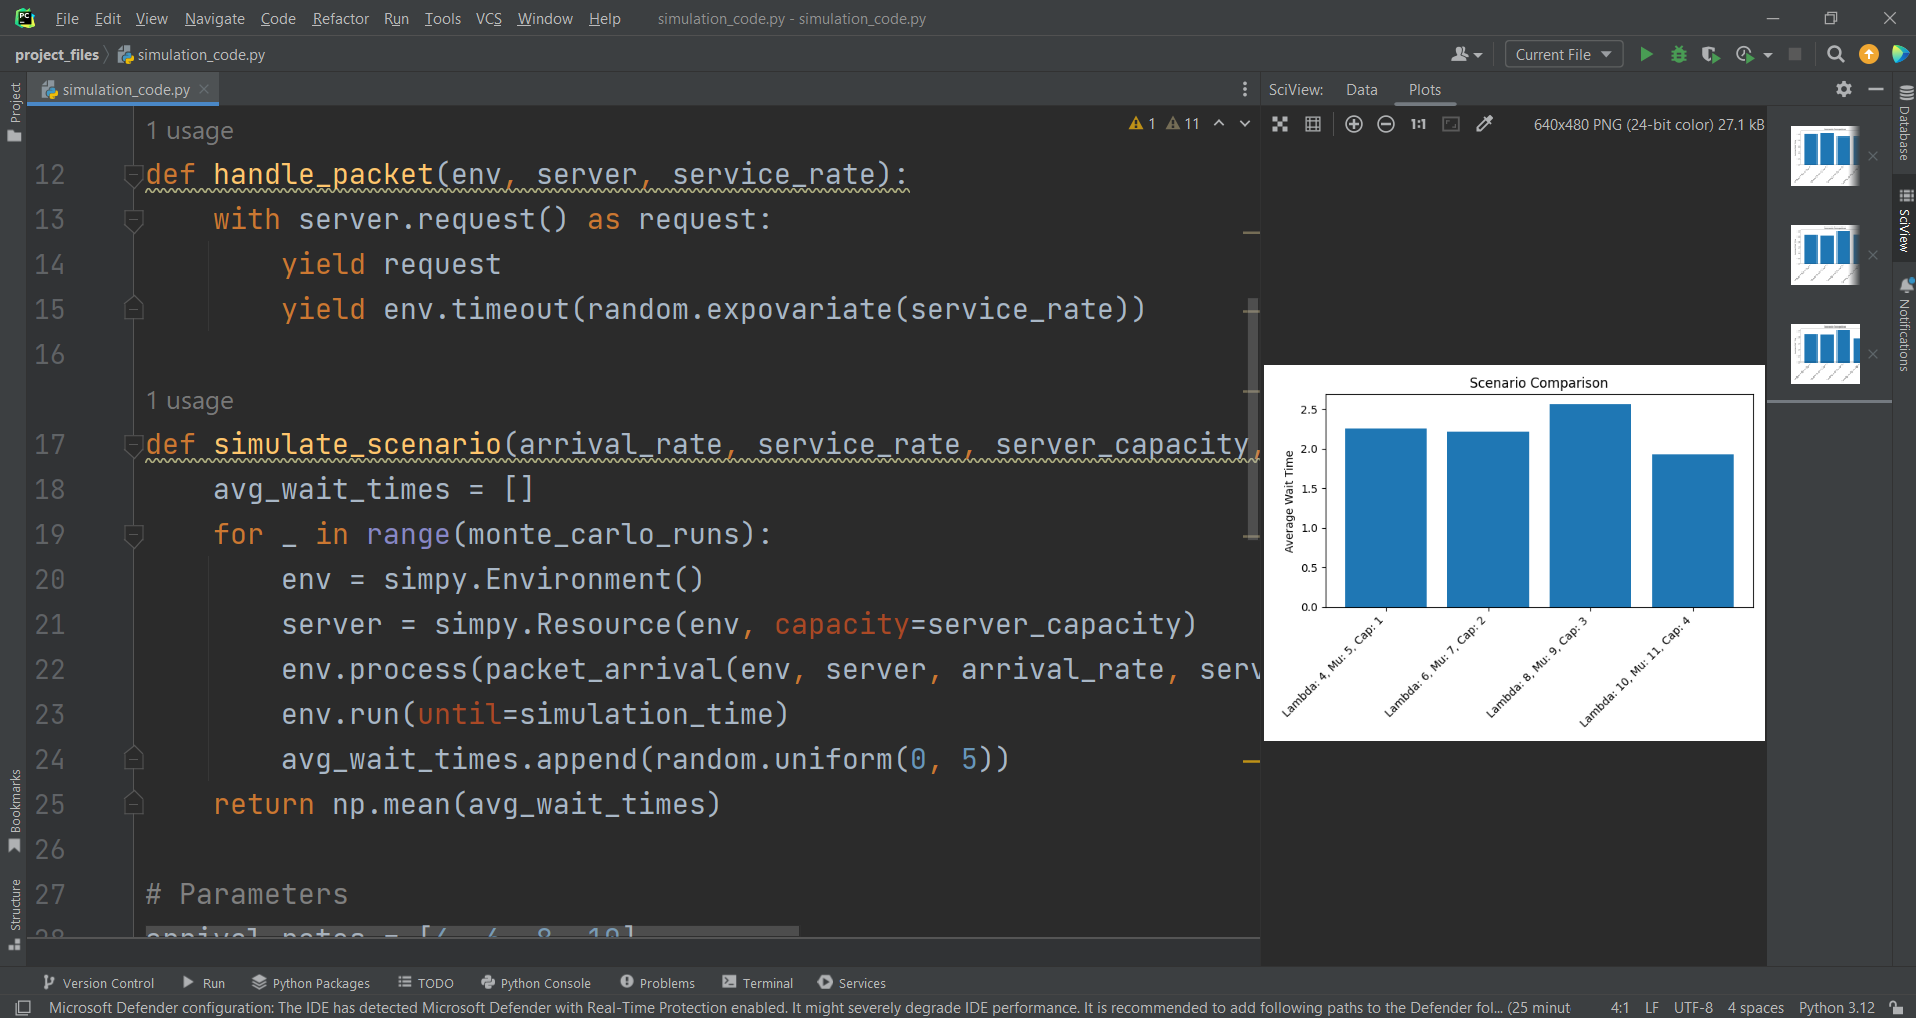 File Edit View Navigate Code Refactor Run Tools VCS Window Help simulation_code.py - simulation_code.py
project_files simulation_code.py Current File
simulation_code.py SciView: Data Plots
1 usage 1 11 1:1 640x480 PNG (24-bit color) 27.1 kB
12 def handle_packet(env, server, service_rate):
13 with server.request() as request:
14 yield request
15 yield env.timeout(random.expovariate(service_rate))
16
1 usage
17 def simulate_scenario(arrival_rate, service_rate, server_capacity,
18 avg_wait_times = []
19 for _ in range(monte_carlo_runs):
20 env = simpy.Environment()
21 server = simpy.Resource(env, capacity=server_capacity)
22 env.process(packet_arrival(env, server, arrival_rate, serv
23 env.run(until=simulation_time)
24 avg_wait_times.append(random.uniform(0, 5))
25 return np.mean(avg_wait_times)
26
27 # Parameters
28 arrival_rates = [4, 6, 8, 10]
Scenario Comparison
Average Wait Time
2.5
2.0
1.5
1.0
0.5
0.0
Lambda: 4, Mu: 5, Cap: 1
Lambda: 6, Mu: 7, Cap: 2
Lambda: 8, Mu: 9, Cap: 3
Lambda: 10, Mu: 11, Cap: 4
Project
Bookmarks
Structure
Database
SciView
Notifications
Version Control Run Python Packages TODO Python Console Problems Terminal Services
Microsoft Defender configuration: The IDE has detected Microsoft Defender with Real-Time Protection enabled. It might severely degrade IDE performance. It is recommended to add following paths to the Defender fol... (25 minut 4:1 LF UTF-8 4 spaces Python 3.12